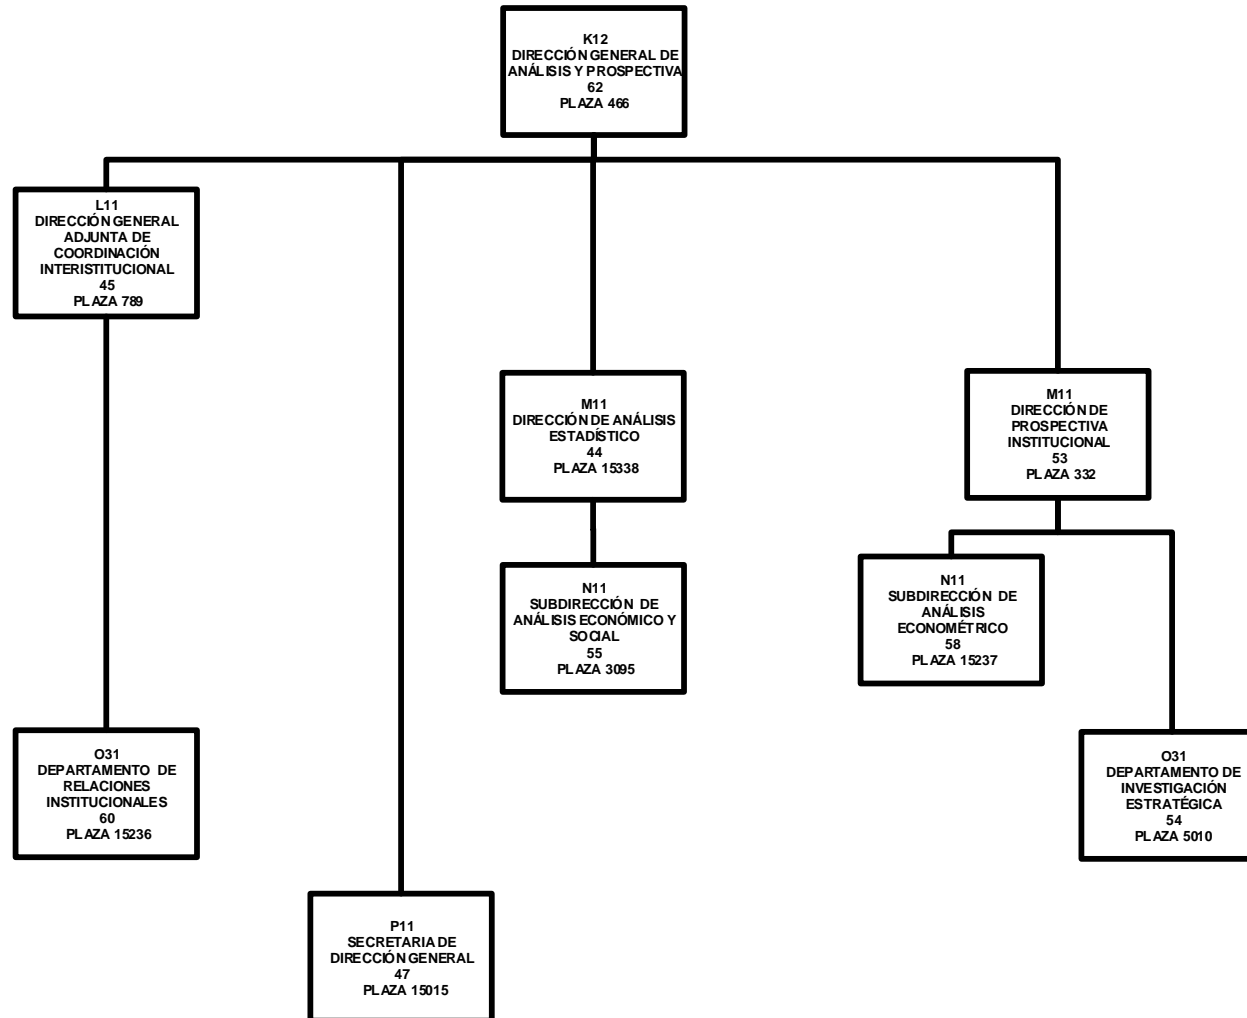 K12
DIRECCIÓN GENERAL DE
ANÁLISIS Y PROSPECTIVA
62
PLAZA 466
L11
DIRECCIÓN GENERAL
ADJUNTA DE
COORDINACIÓN
INTERISTITUCIONAL
45
PLAZA 789
M11
DIRECCIÓN DE ANÁLISIS
ESTADÍSTICO
44
PLAZA 15338
M11
DIRECCIÓN DE
PROSPECTIVA
INSTITUCIONAL
53
PLAZA 332
N11
SUBDIRECCIÓN DE
ANÁLISIS ECONÓMICO Y
SOCIAL
55
PLAZA 3095
N11
SUBDIRECCIÓN DE
ANÁLISIS
ECONOMÉTRICO
58
PLAZA 15237
O31
DEPARTAMENTO DE
RELACIONES
INSTITUCIONALES
60
PLAZA 15236
O31
DEPARTAMENTO DE
INVESTIGACIÓN
ESTRATÉGICA
54
PLAZA 5010
P11
SECRETARIA DE
DIRECCIÓN GENERAL
47
PLAZA 15015